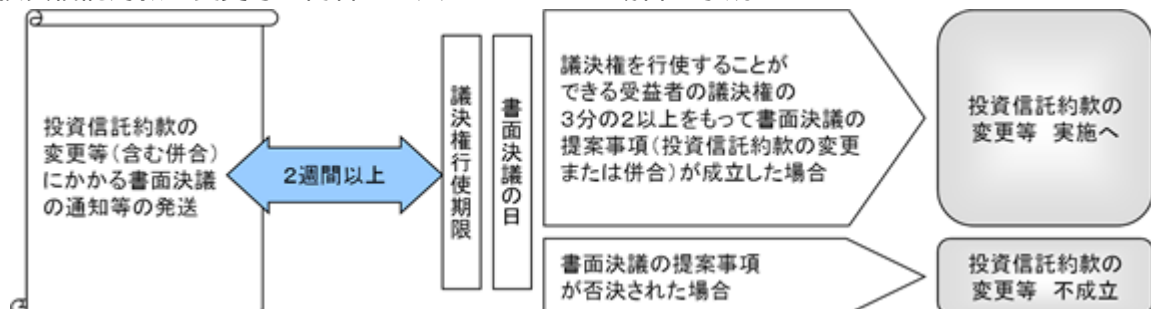 投資信託約款の
変更等(含む併合)
にかかる書面決議
の通知等の発送
2週間以上
議決権行使期限
書面決議の日
議決権を行使することが
できる受益者の議決権の
3分の2以上をもって書面決議の
提案事項(投資信託約款の変更
または併合)が成立した場合
投資信託約款の
変更等 実施へ
書面決議の提案事項
が否決された場合
投資信託約款の
変更等 不成立